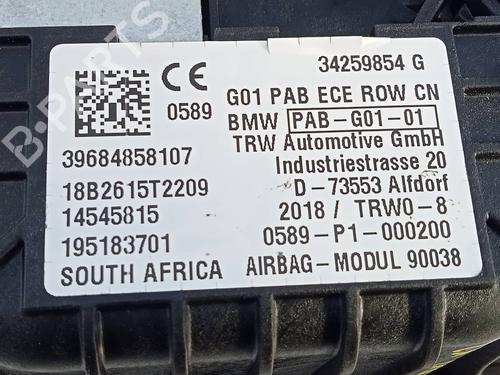 34259854 G
CE
0589
G01 PAB ECE ROW CN
BMW PAB-G01-01
39684858107
TRW Automotive GmbH
Industriestrasse 20
18B2615T2209
D-73553 Alfdorf
14545815
2018/ TRWO-8
195183701
0589-P1-000200
SOUTH AFRICA
AIRBAG-MODUL 90038
B-PARTS